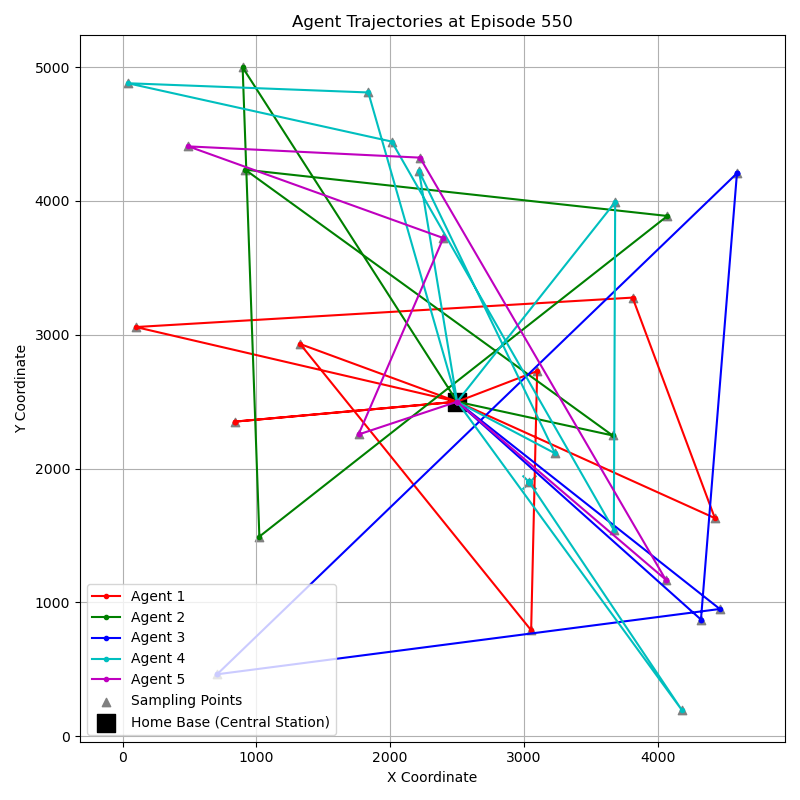 Agent Trajectories at Episode 550
Y Coordinate
5000
4000
3000
2000
1000
0
Agent 1
Agent 2
Agent 3
Agent 4
Agent 5
Sampling Points
Home Base (Central Station)
0 1000 2000 3000 4000
X Coordinate